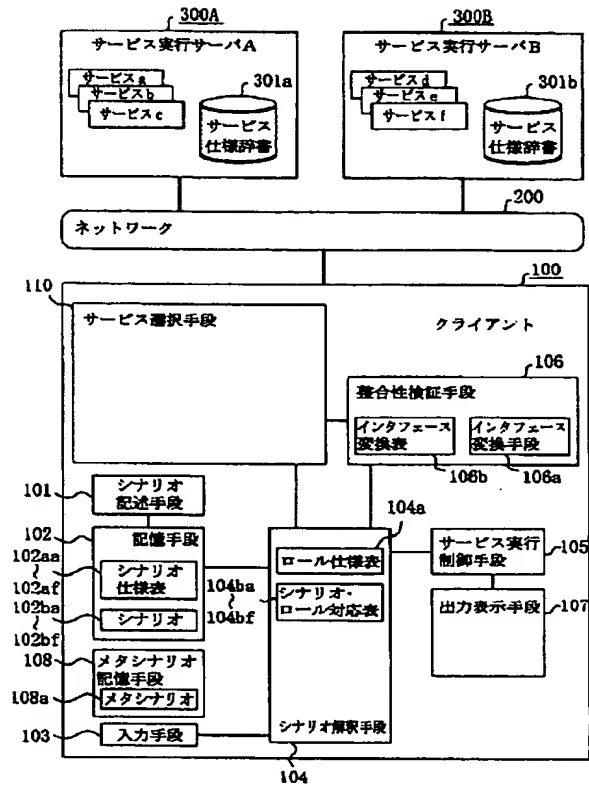 300A
サービス実行サーバA
サービスa
サービスb
サービスc
301a
サービス
仕様辞書
300B
サービス実行サーバB
サービスd
サービスe
サービスf
301b
サービス
仕様辞書
200
ネットワーク
100
110
サービス選択手段
クライアント
106
整合性検証手段
インタフェース
変換表
インタフェース
変換手段
106b
106a
101
シナリオ
記述手段
102
記憶手段
102aa
～
102af
シナリオ
仕様表
102ba
～
102bf
シナリオ
108
メタシナリオ
記憶手段
108a
メタシナリオ
103
入力手段
104a
ロール仕様表
104ba
～
104bf
シナリオ・
ロール対応表
シナリオ解釈手段
104
サービス実行
制御手段
105
出力表示手段
107